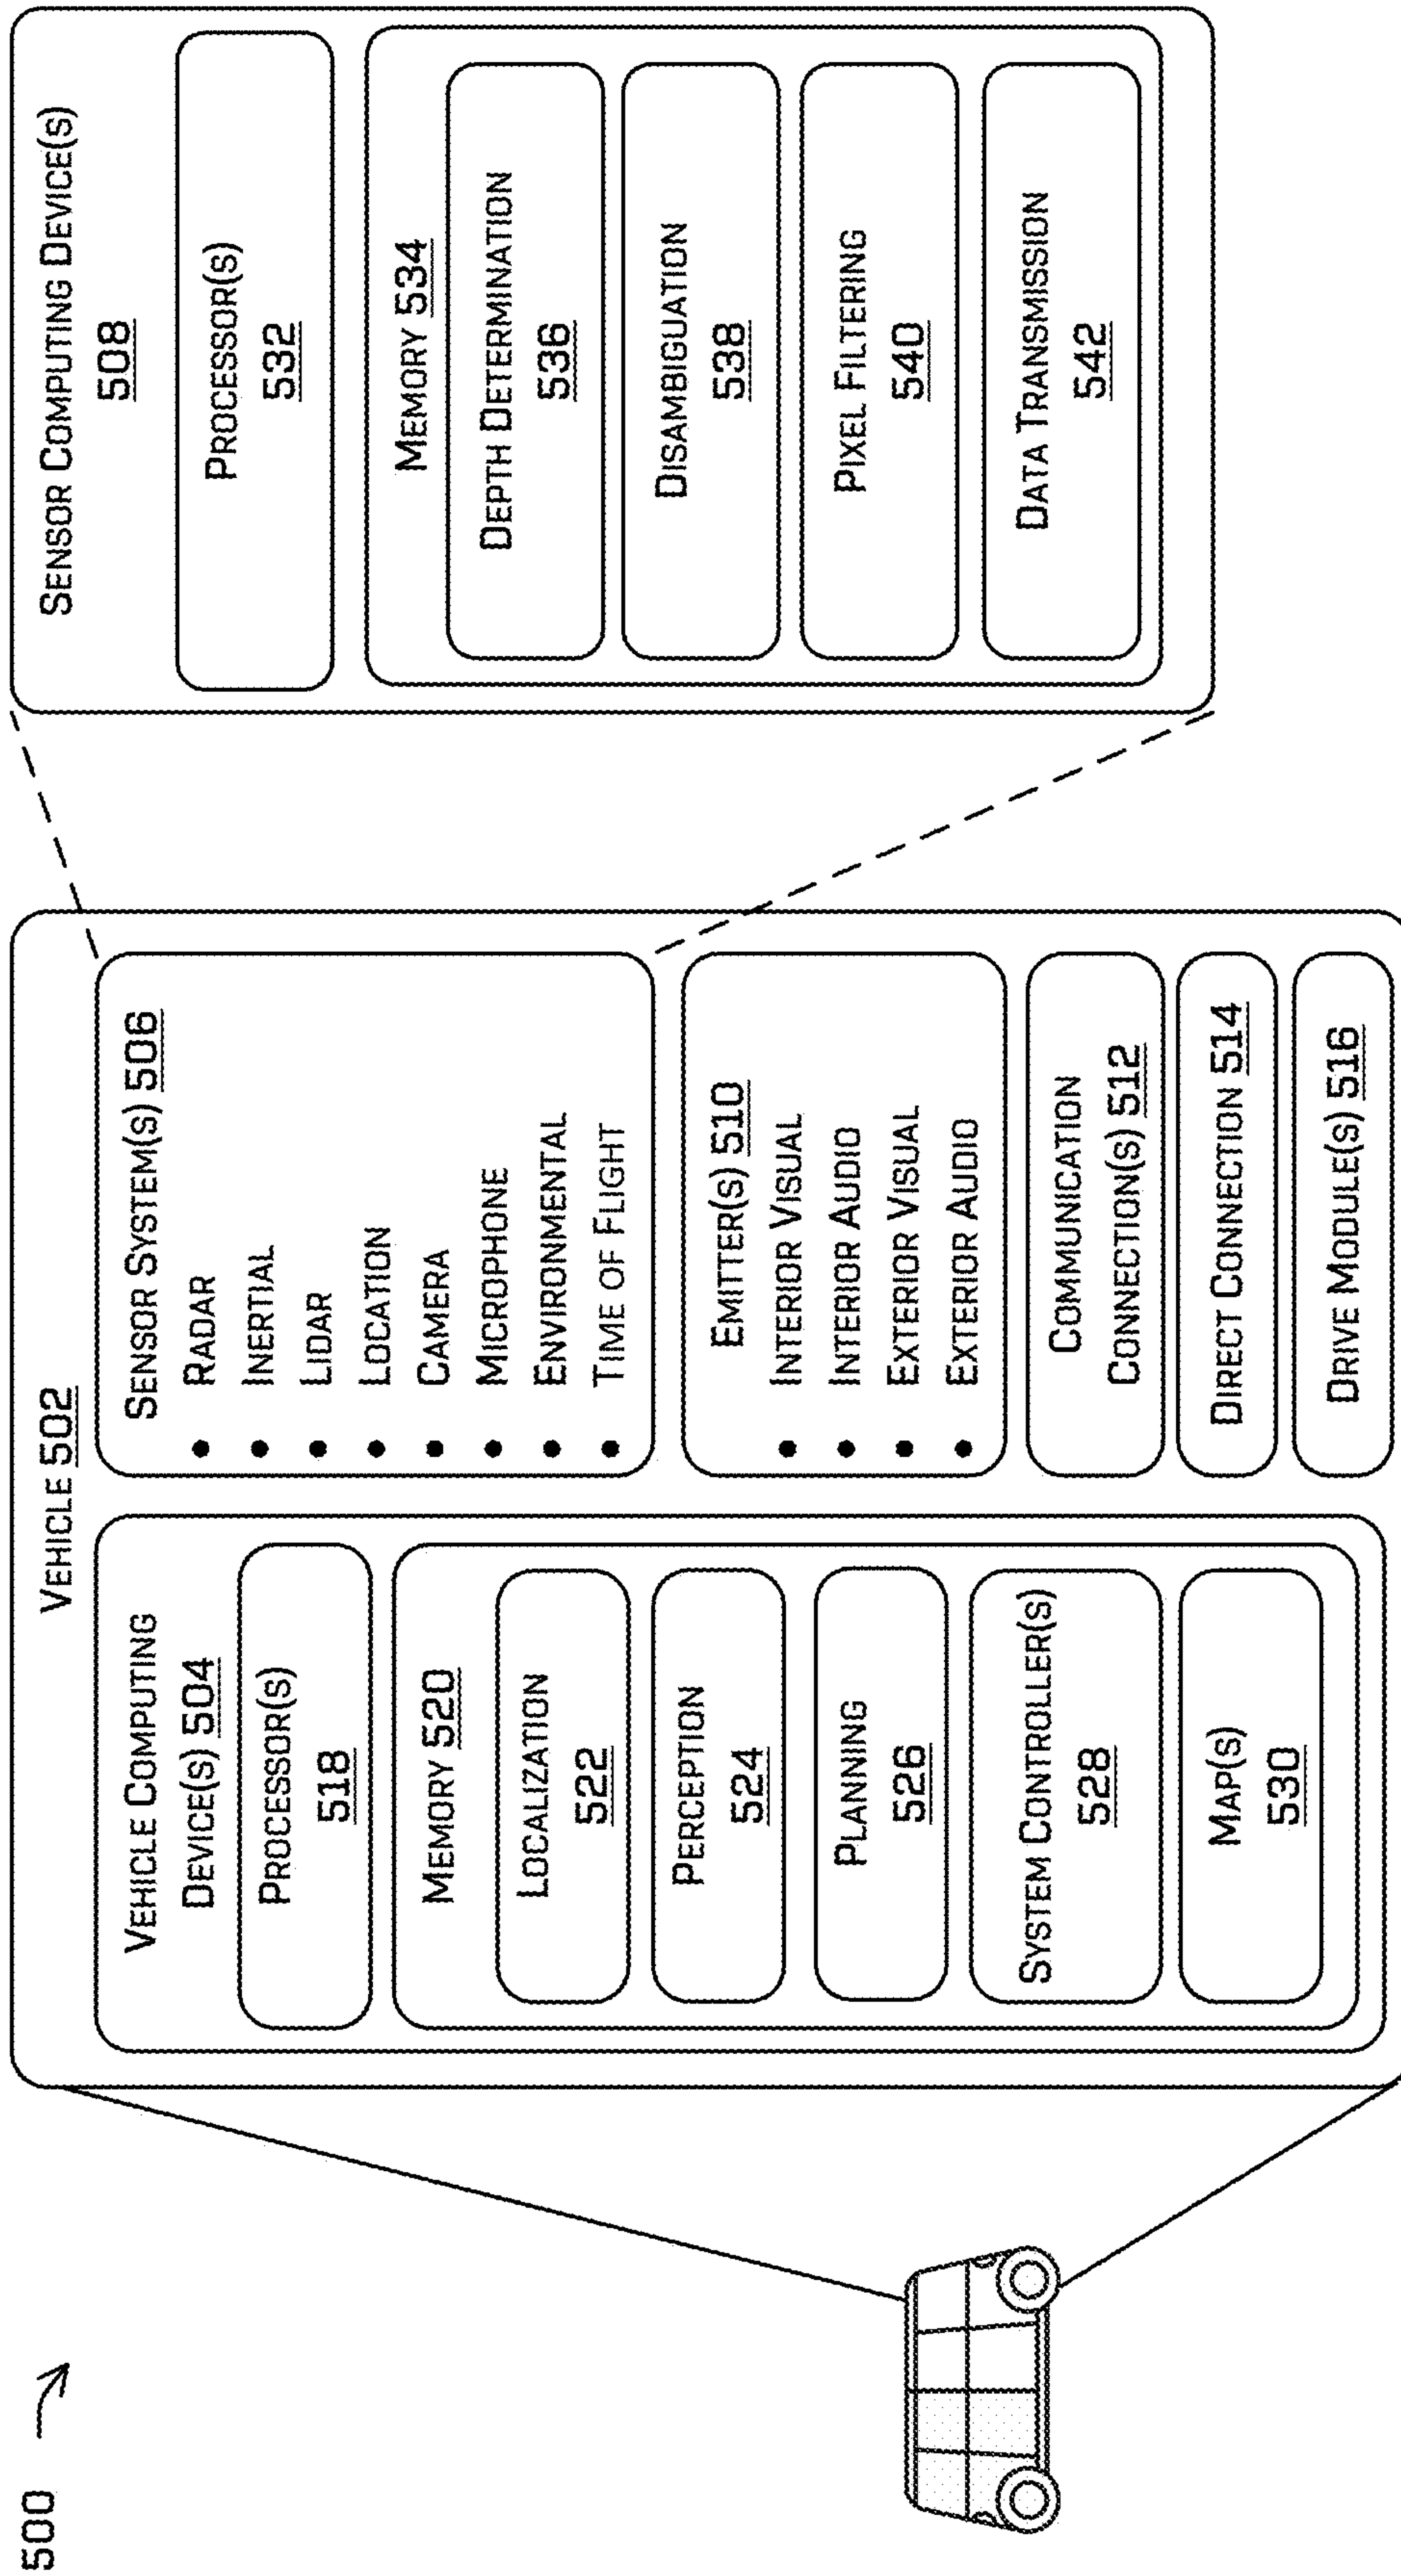 500
VEHICLE 502
VEHICLE COMPUTING
DEVICE(S) 504
PROCESSOR(S)
518
MEMORY 520
LOCALIZATION
522
PERCEPTION
524
PLANNING
526
SYSTEM CONTROLLER(S)
528
MAP(S)
530
SENSOR SYSTEM(S) 506
• RADAR
• INERTIAL
• LIDAR
• LOCATION
• CAMERA
• MICROPHONE
• ENVIRONMENTAL
• TIME OF FLIGHT
EMITTER(S) 510
• INTERIOR VISUAL
• INTERIOR AUDIO
• EXTERIOR VISUAL
• EXTERIOR AUDIO
COMMUNICATION
CONNECTION(S) 512
DIRECT CONNECTION 514
DRIVE MODULE(S) 516
SENSOR COMPUTING DEVICE(S)
508
PROCESSOR(S)
532
MEMORY 534
DEPTH DETERMINATION
536
DISAMBIGUATION
538
PIXEL FILTERING
540
DATA TRANSMISSION
542